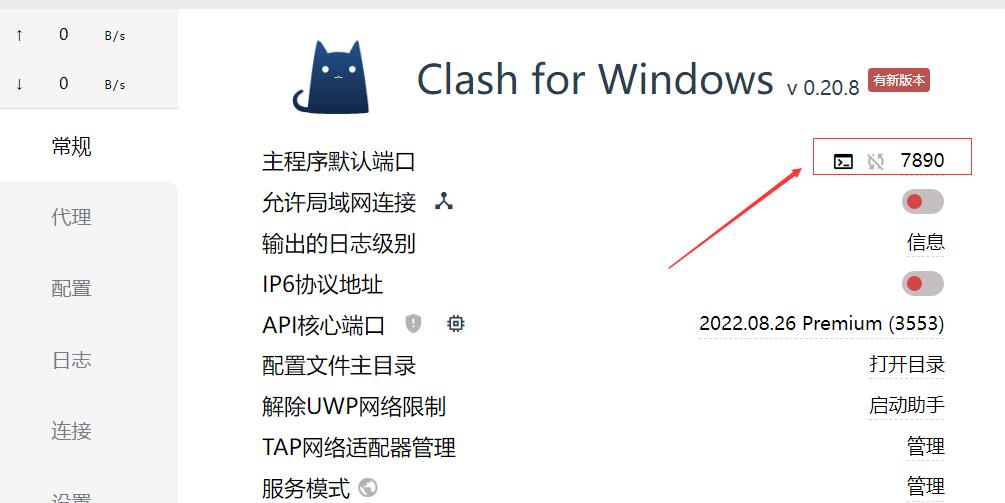 ↑ 0 B/s
↓ 0 B/s
常规
代理
配置
日志
连接
设置
Clash for Windows v 0.20.8 有新版本
主程序默认端口 7890
允许局域网连接
输出的日志级别 信息
IP6协议地址
API核心端口 2022.08.26 Premium (3553)
配置文件主目录 打开目录
解除UWP网络限制 启动助手
TAP网络适配器管理 管理
服务模式 管理